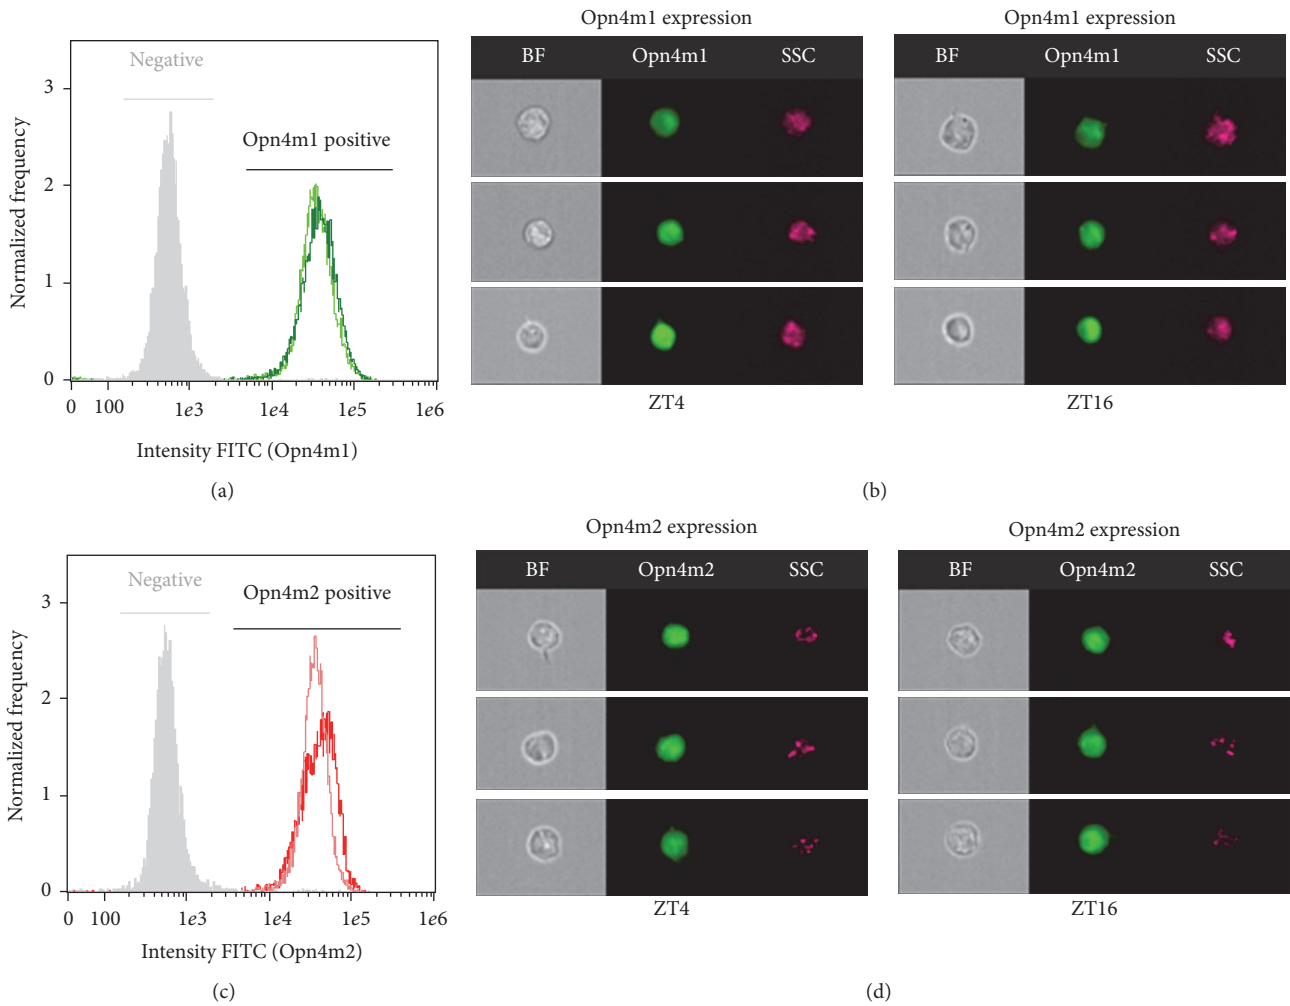 Opn4m1 expression
Opn4m1 expression
Negative
Opn4m1 positive
Normalized frequency
3
2
1
0
0 100 1e3 1e4 1e5 1e6
Intensity FITC (Opn4m1)
(a)
BF Opn4m1 SSC
BF Opn4m1 SSC
ZT4
ZT16
(b)
Opn4m2 expression
Opn4m2 expression
Negative
Opn4m2 positive
Normalized frequency
3
2
1
0
0 100 1e3 1e4 1e5 1e6
Intensity FITC (Opn4m2)
(c)
BF Opn4m2 SSC
BF Opn4m2 SSC
ZT4
ZT16
(d)